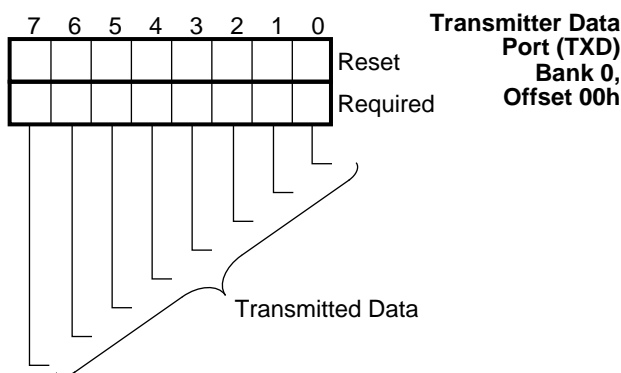 7 6 5 4 3 2 1 0
Transmitter Data
Port (TXD)
Bank 0,
Offset 00h
Reset
Required
Transmitted Data